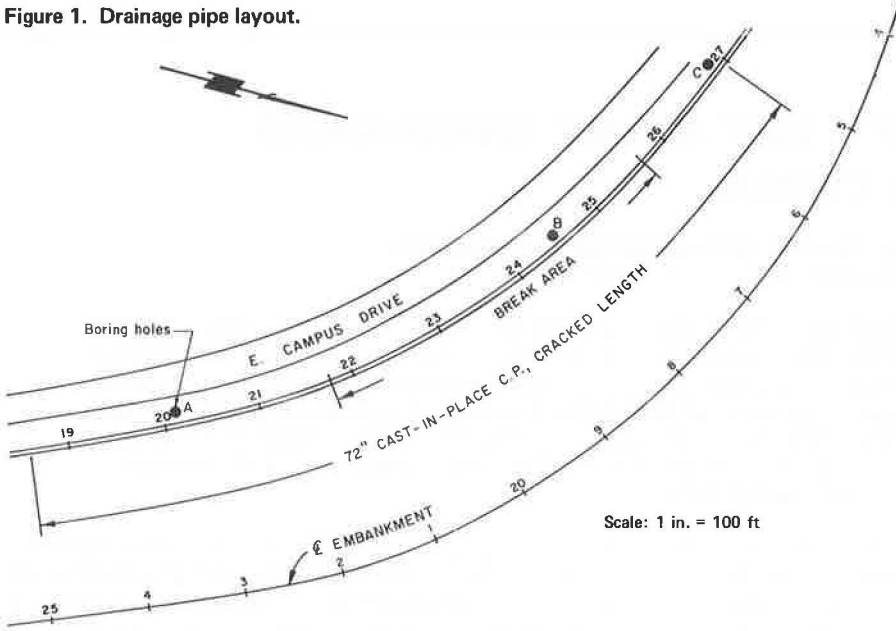 Figure 1. Drainage pipe layout.
Boring holes
E. CAMPUS DRIVE
BREAK AREA
72" CAST-IN-PLACE C.P., CRACKED LENGTH
A
B
C
19
20
21
22
23
24
25
26
27
℄ EMBANKMENT
25
4
3
2
1
20
9
8
7
6
5
4
Scale: 1 in. = 100 ft